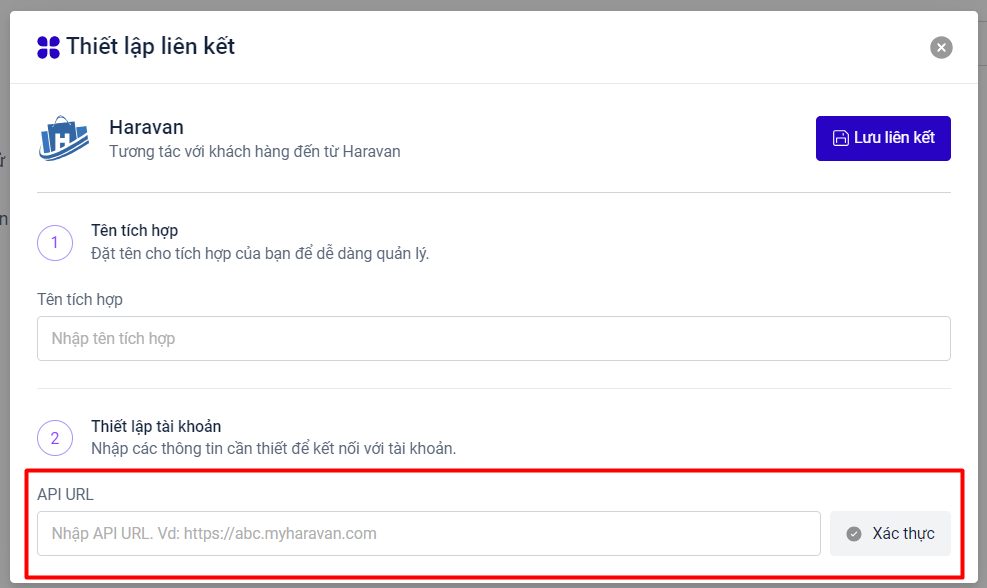 Thiết lập liên kết
Haravan
Tương tác với khách hàng đến từ Haravan
Lưu liên kết
1
Tên tích hợp
Đặt tên cho tích hợp của bạn để dễ dàng quản lý.
Tên tích hợp
Nhập tên tích hợp
2
Thiết lập tài khoản
Nhập các thông tin cần thiết để kết nối với tài khoản.
API URL
Nhập API URL. Vd: https://abc.myharavan.com
Xác thực